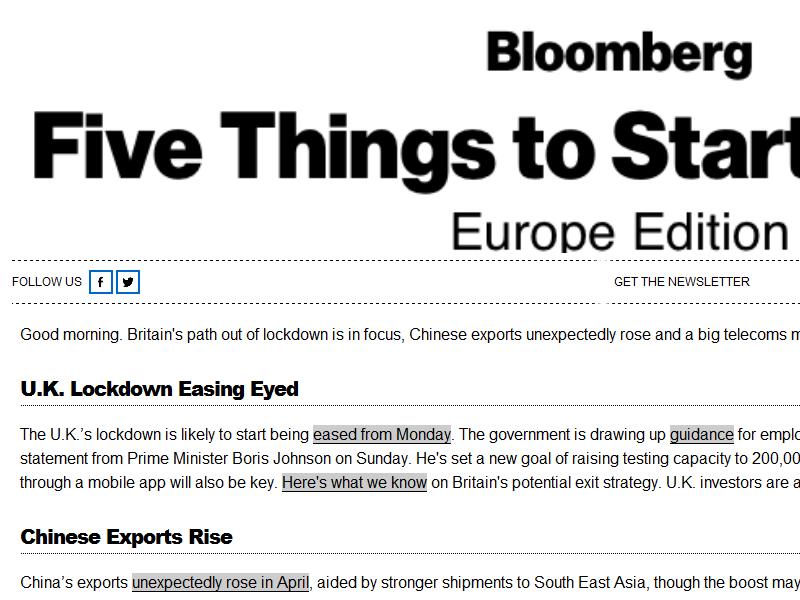 Bloomberg
Five Things to Start
Europe Edition
FOLLOW US
GET THE NEWSLETTER
Good morning. Britain's path out of lockdown is in focus, Chinese exports unexpectedly rose and a big telecoms
U.K. Lockdown Easing Eyed
The U.K.’s lockdown is likely to start being eased from Monday. The government is drawing up guidance for
statement from Prime Minister Boris Johnson on Sunday. He's set a new goal of raising testing capacity to
through a mobile app will also be key. Here's what we know on Britain's potential exit strategy. U.K. investors are a
Chinese Exports Rise
China’s exports unexpectedly rose in April, aided by stronger shipments to South East Asia, though the boost may